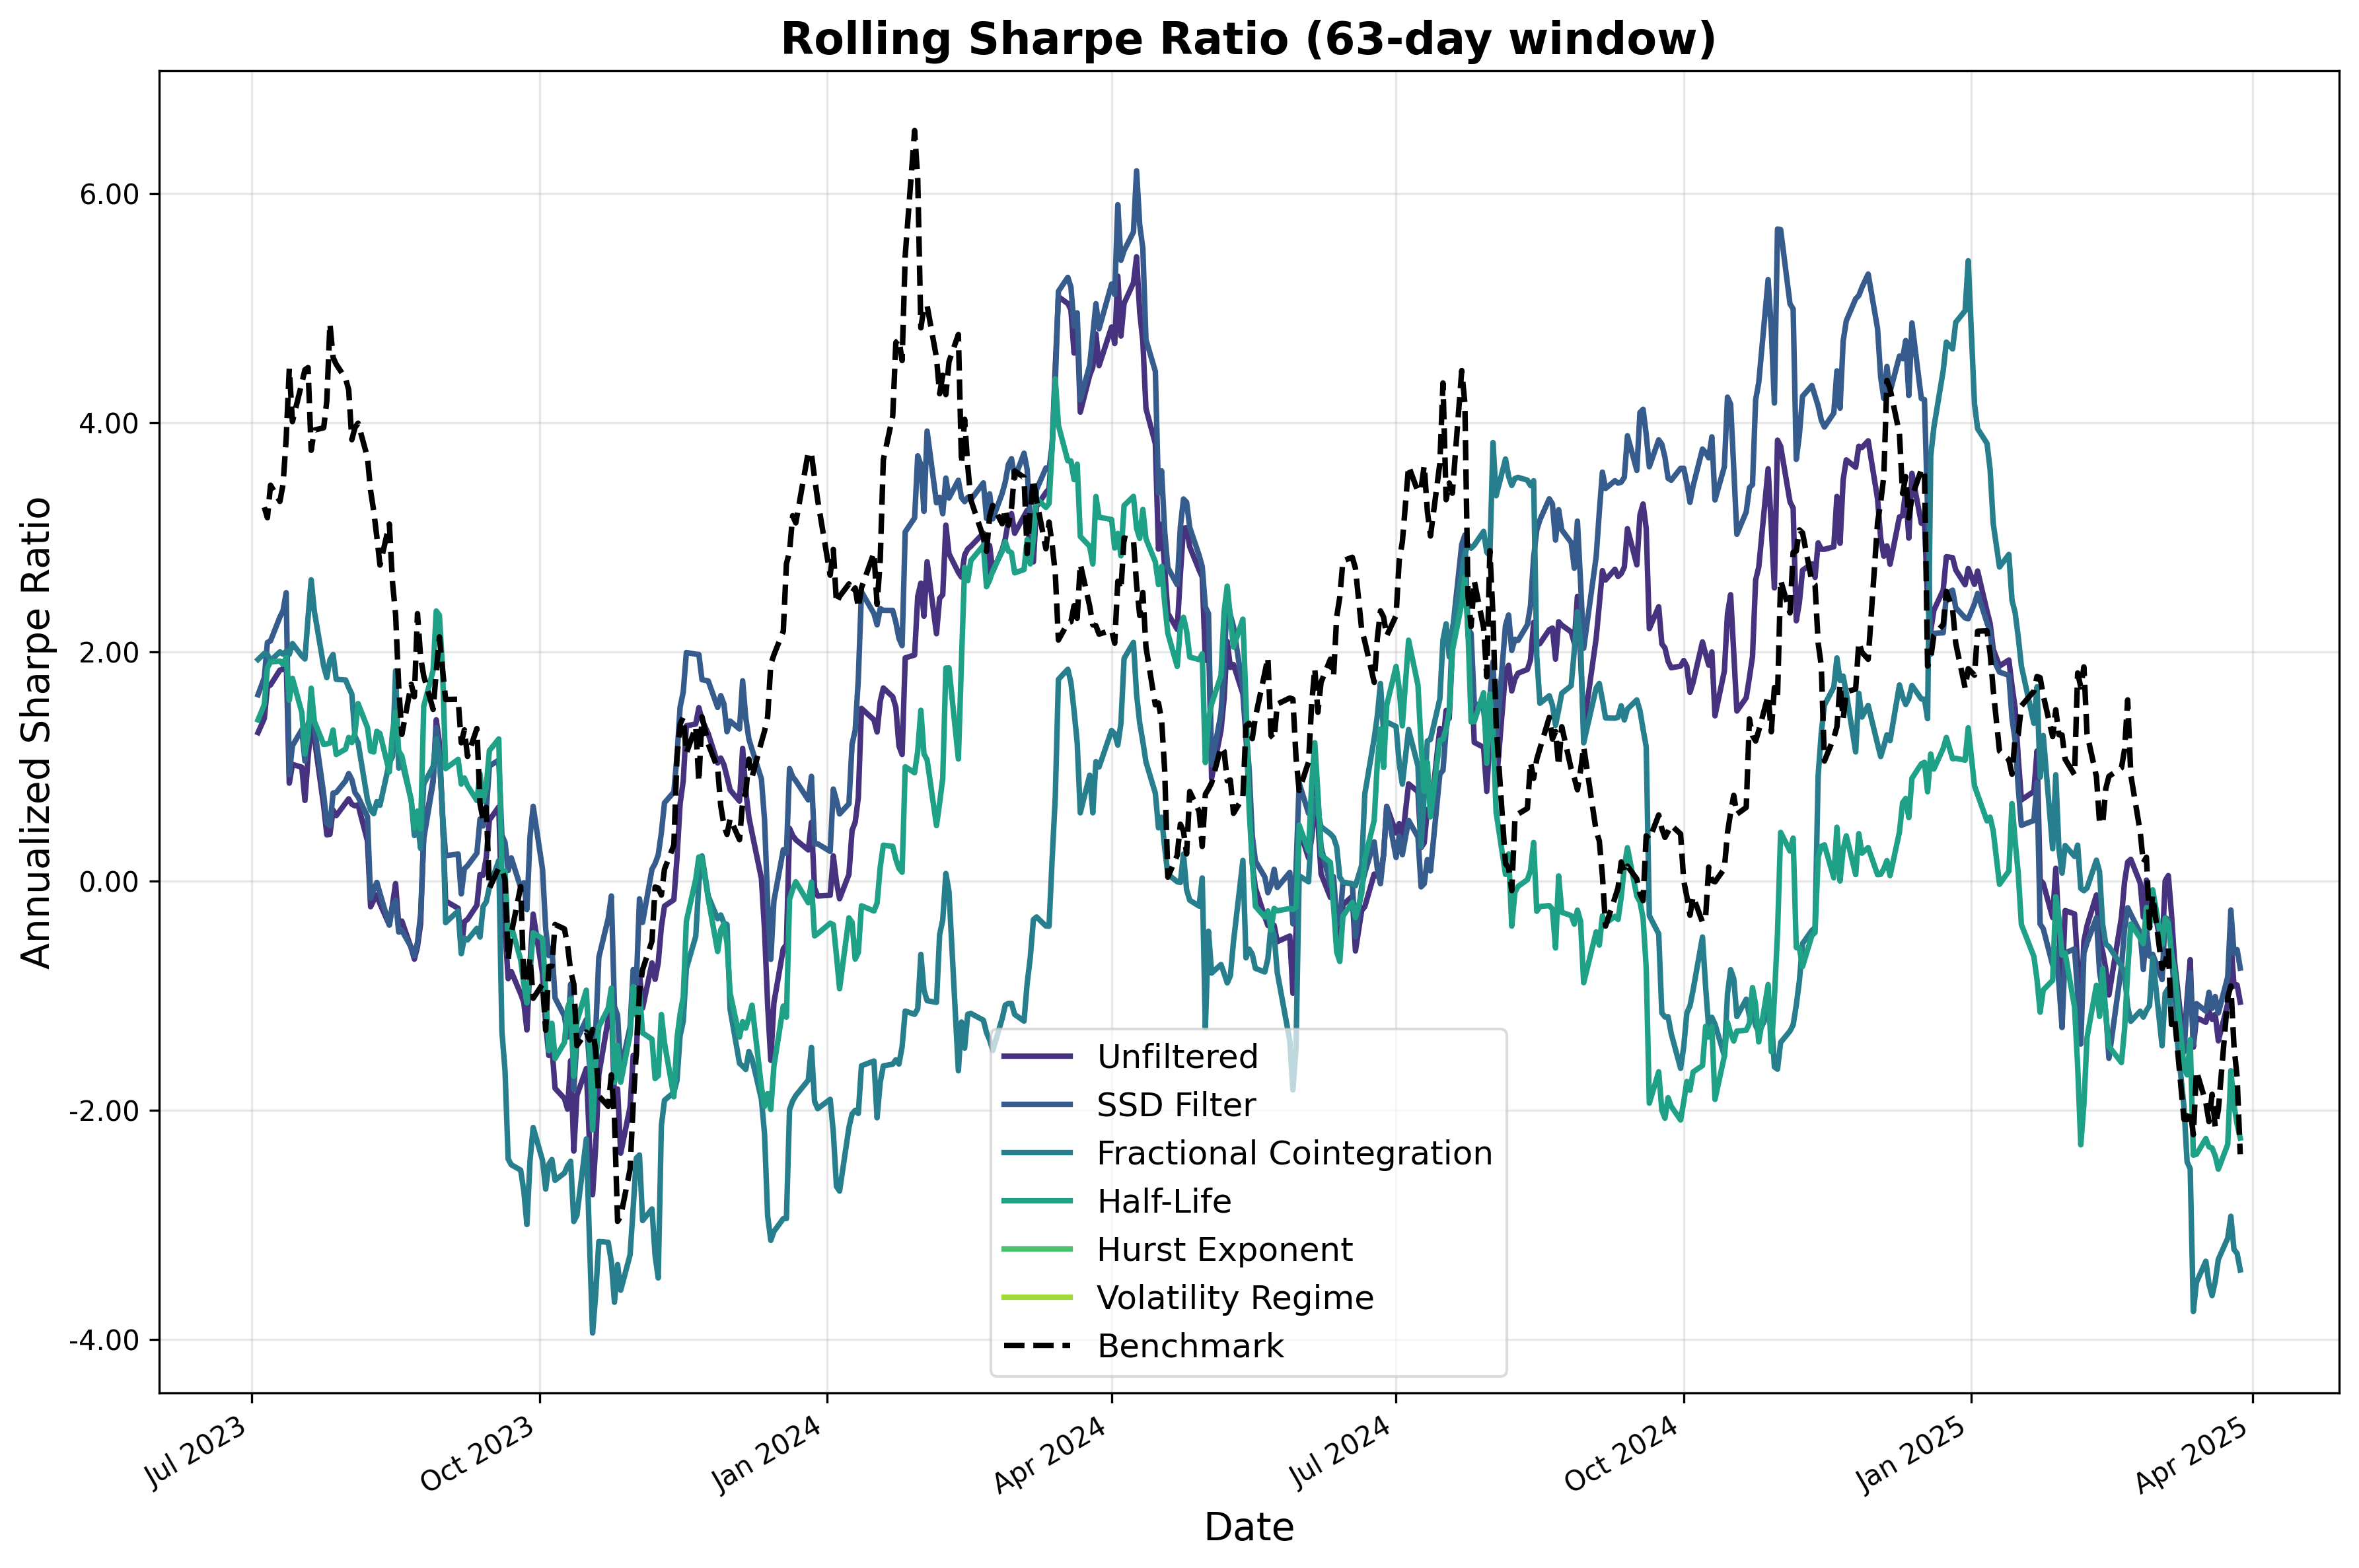 Rolling Sharpe Ratio (63-day window)
Annualized Sharpe Ratio
6.00
4.00
2.00
0.00
-2.00
-4.00
Unfiltered
SSD Filter
Fractional Cointegration
Half-Life
Hurst Exponent
Volatility Regime
Benchmark
Jul 2023
Oct 2023
Jan 2024
Apr 2024
Jul 2024
Oct 2024
Jan 2025
Apr 2025
Date